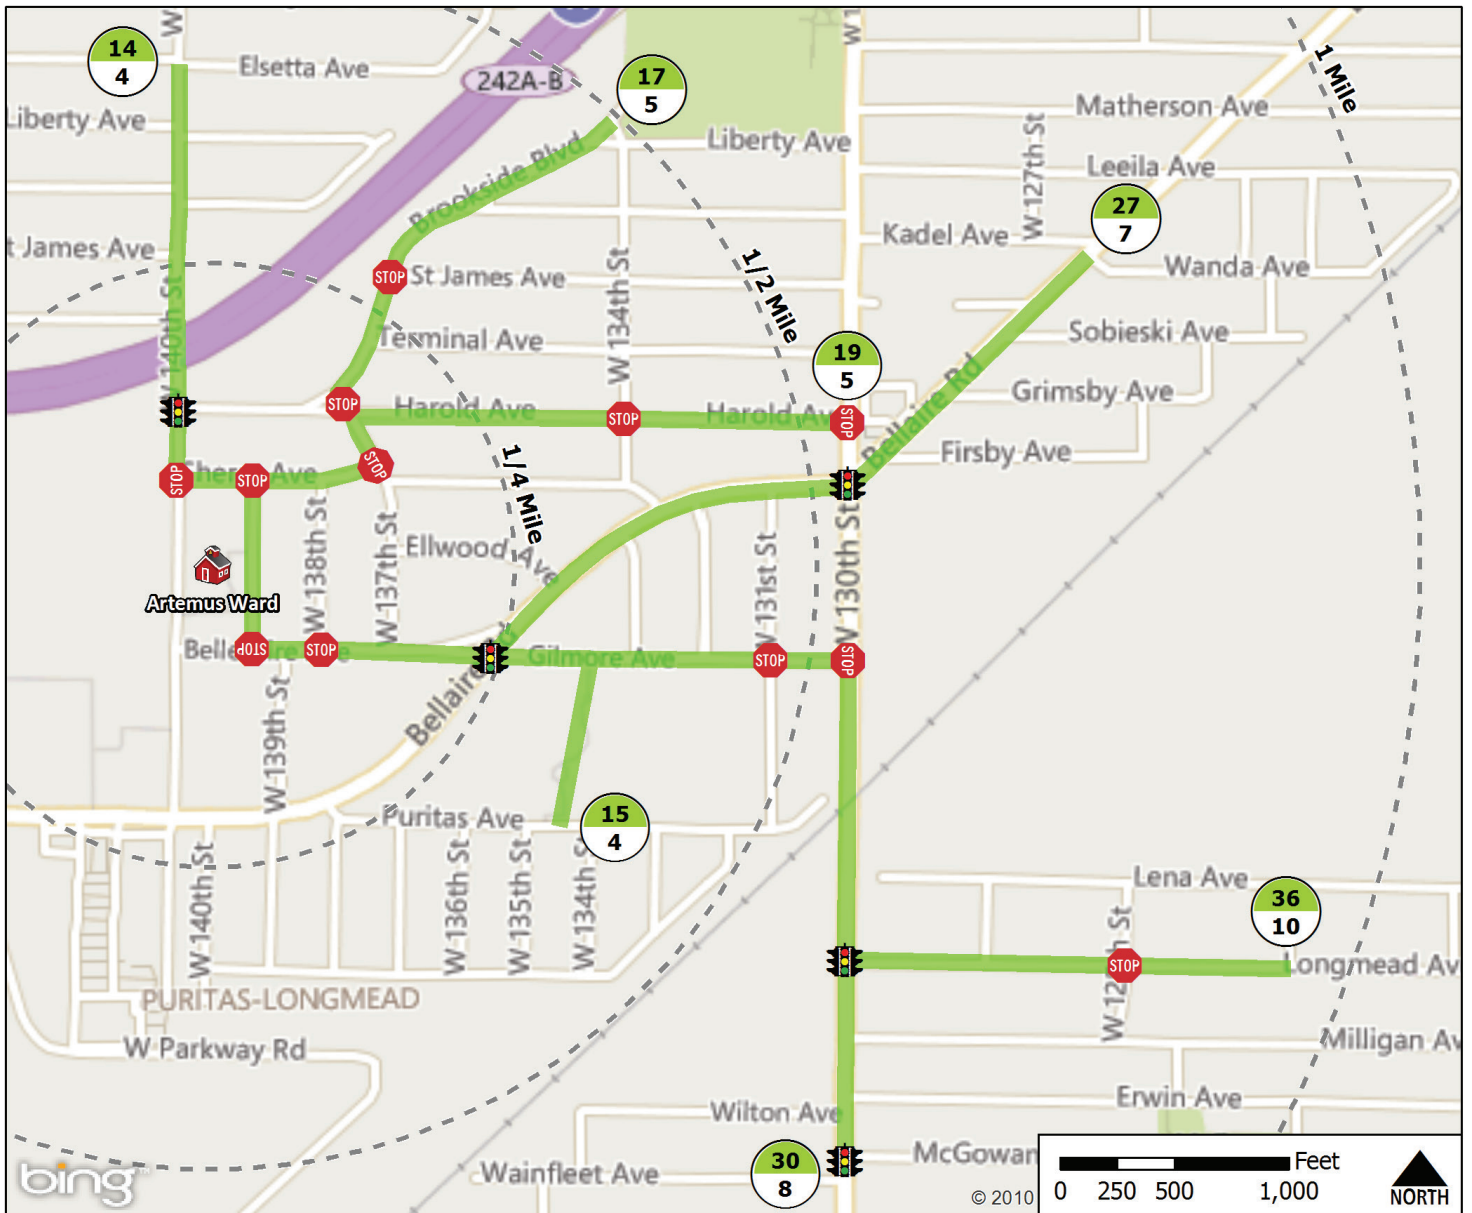 14
4
W
Elsetta Ave
242A-B
17
5
W 1
1 Mile
Liberty Ave
Brookside Blvd
Liberty Ave
Matherson Ave
W 127th St
Leeila Ave
27
7
t James Ave
Kadel Ave
Wanda Ave
STOP
St James Ave
W 134th St
1/2 Mile
W 140th St
Terminal Ave
Sobieski Ave
19
5
Bellaire Rd
Grimsby Ave
STOP
Harold Ave
STOP
Harold Ave
STOP
Firsby Ave
1/4 Mile
STOP
STOP
STOP
W 138th St
W 137th St
Ellwood Ave
W 131st St
W 130th St
Artemus Ward
STOP
STOP
Gilmore Ave
STOP
STOP
Bellaire
W 139th St
Puritas Ave
15
4
W 140th St
W 136th St
W 135th St
W 134th S
Lena Ave
36
10
STOP
Longmead Av
PURITAS-LONGMEAD
W Parkway Rd
Milligan Av
Erwin Ave
Wilton Ave
McGowan
30
8
Wainfleet Ave
bing
© 2010
Feet
0 250 500 1,000
NORTH